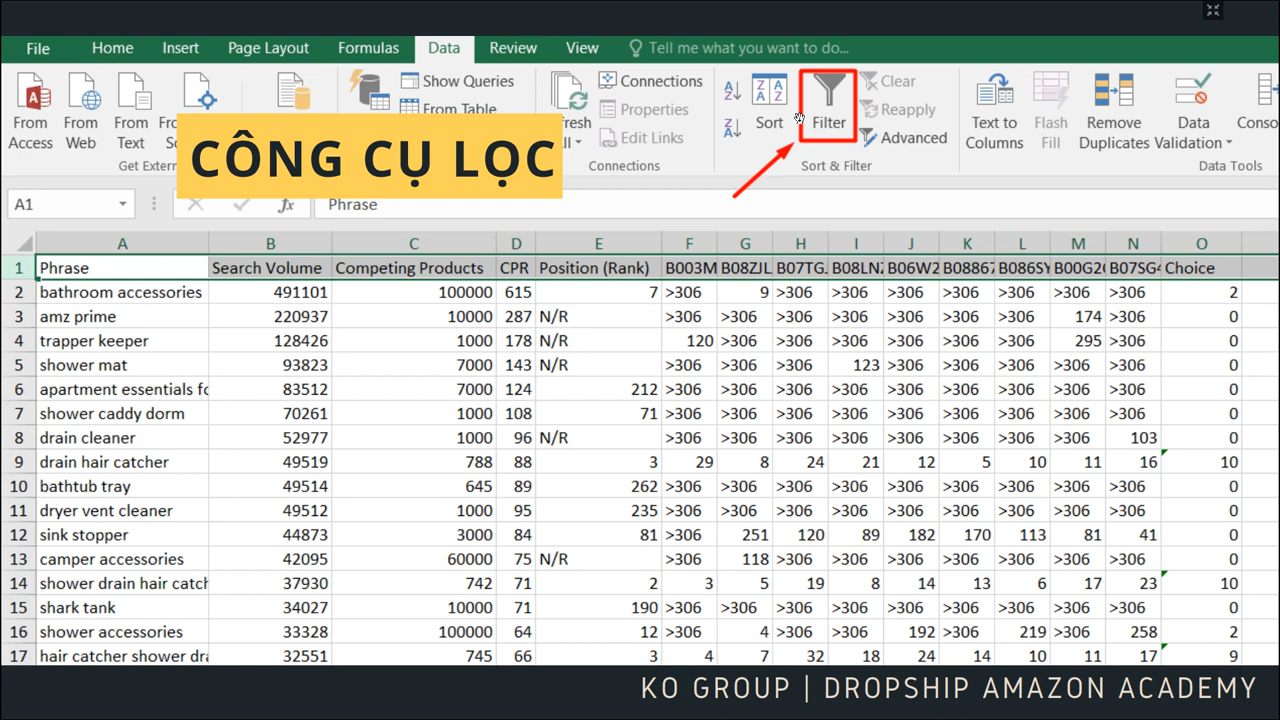 File Home Insert Page Layout Formulas Data Review View Tell me what you want to do...
From Access From Web From Text Show Queries From Table Connections Properties Edit Links Sort Filter Clear Reapply Advanced Text to Columns Flash Fill Remove Duplicates Data Validation
Connections Sort & Filter Data Tools
CÔNG CỤ LỌC
A1 fx Phrase
A B C D E F G H I J K L M N O
1 Phrase Search Volume Competing Products CPR Position (Rank) B003M B08ZJL B07TGJ B08LNZ B06W2 B08867 B086SY B00G2 B07SG4 Choice
2 bathroom accessories 491101 100000 615 7 >306 9 >306 >306 >306 >306 >306 >306 >306 2
3 amz prime 220937 10000 287 N/R >306 >306 >306 >306 >306 >306 >306 174 >306 0
4 trapper keeper 128426 1000 178 N/R 120 >306 >306 >306 >306 >306 >306 295 >306 0
5 shower mat 93823 7000 143 N/R >306 >306 >306 123 >306 >306 >306 >306 >306 0
6 apartment essentials fo 83512 7000 124 212 >306 >306 >306 >306 >306 >306 >306 >306 >306 0
7 shower caddy dorm 70261 1000 108 71 >306 >306 >306 >306 >306 >306 >306 >306 >306 0
8 drain cleaner 52977 1000 96 N/R >306 >306 >306 >306 >306 >306 >306 >306 103 0
9 drain hair catcher 49519 788 88 3 29 8 24 21 12 5 10 11 16 10
10 bathtub tray 49514 645 89 262 >306 >306 >306 >306 >306 >306 >306 >306 >306 0
11 dryer vent cleaner 49512 1000 95 235 >306 >306 >306 >306 >306 >306 >306 >306 >306 0
12 sink stopper 44873 3000 84 81 >306 251 120 89 182 170 113 81 41 0
13 camper accessories 42095 60000 75 N/R >306 118 >306 >306 >306 >306 >306 >306 >306 0
14 shower drain hair catch 37930 742 71 2 3 5 19 8 14 13 6 17 23 10
15 shark tank 34027 10000 71 190 >306 >306 >306 >306 >306 >306 >306 >306 >306 0
16 shower accessories 33328 100000 64 12 >306 4 >306 >306 192 >306 219 >306 258 2
17 hair catcher shower dra 32551 745 66 3 4 7 32 18 24 14 10 11 17 9
KO GROUP | DROPSHIP AMAZON ACADEMY